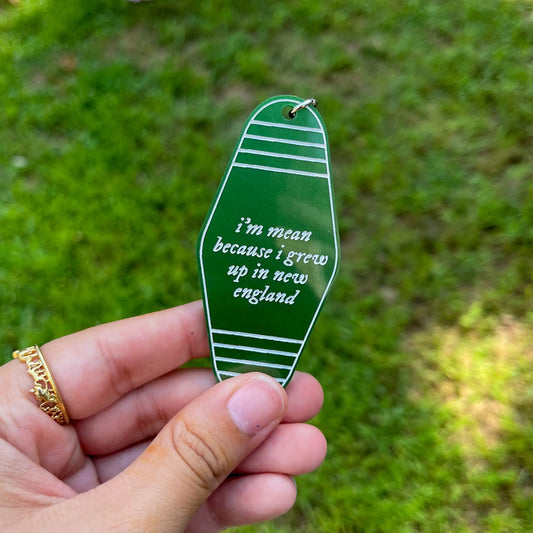 i'm mean
because i grew
up in new
england